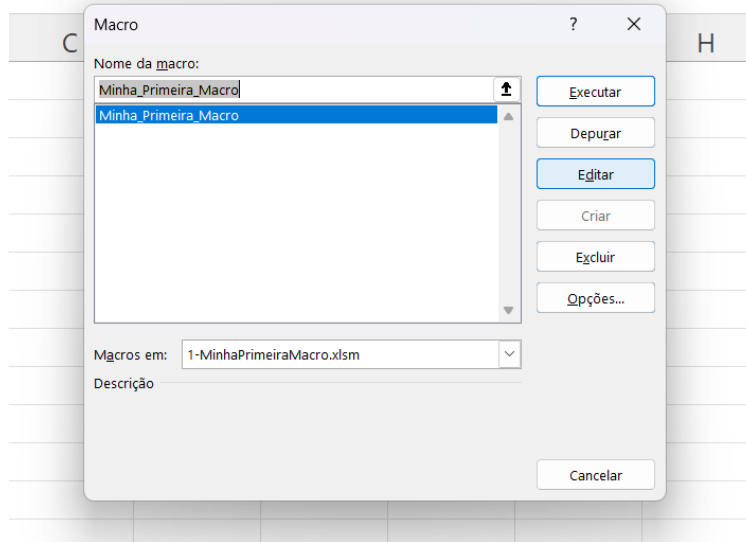 Macro ?
C
H
Nome da macro:
Minha_Primeira_Macro
Executar
Minha_Primeira_Macro
Depurar
Editar
Criar
Excluir
Opções...
Macros em: 1-MinhaPrimeiraMacro.xlsm
Descrição
Cancelar